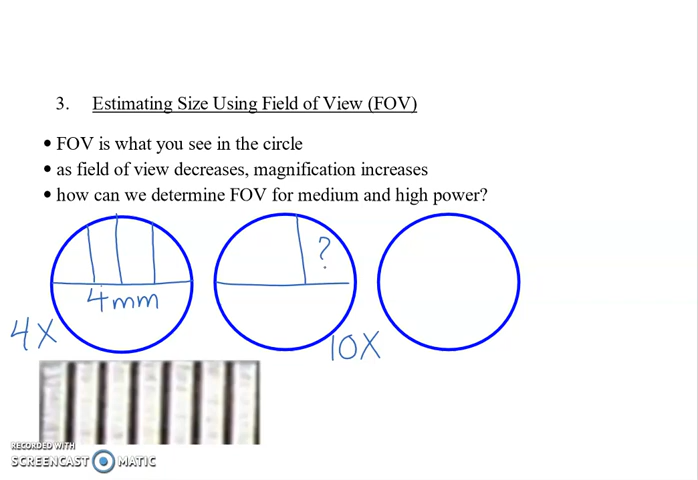 3. Estimating Size Using Field of View (FOV)
• FOV is what you see in the circle
• as field of view decreases, magnification increases
• how can we determine FOV for medium and high power?
?
4mm
4X
10X
RECORDED WITH
SCREENCAST MATIC